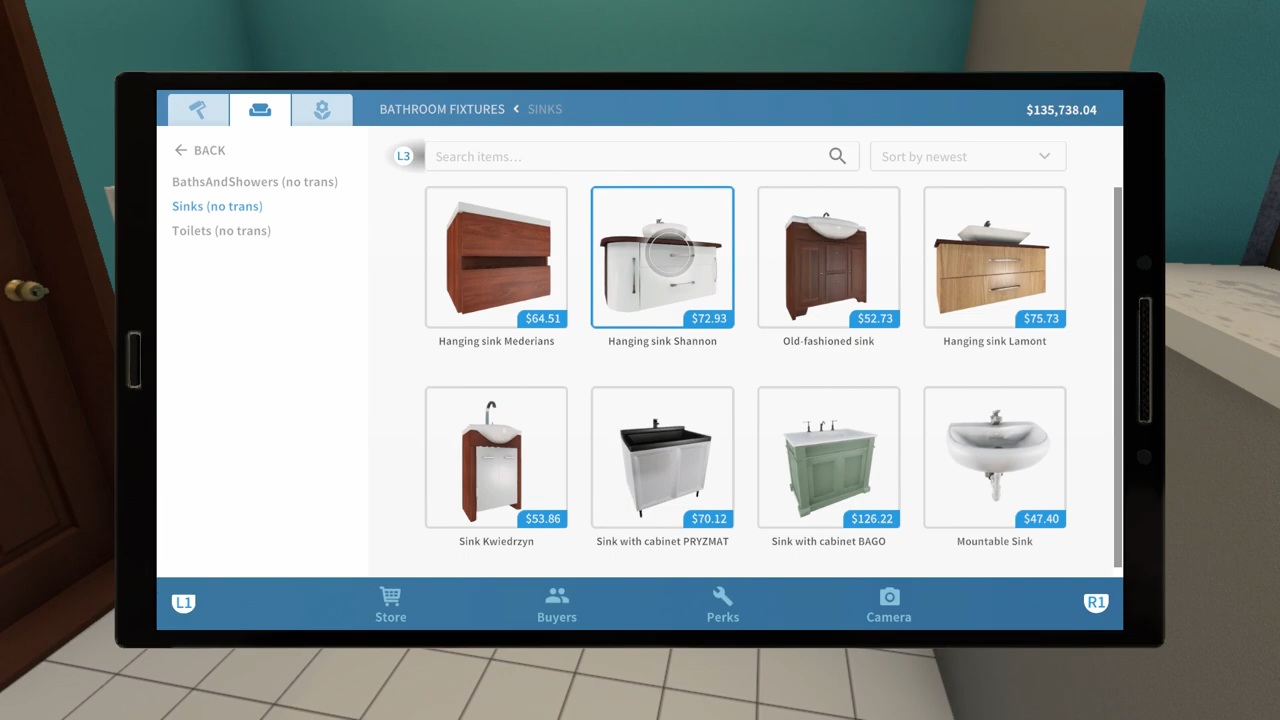 BATHROOM FIXTURES < SINKS
$135,738.04
BACK
L3
Search items...
Sort by newest
BathsAndShowers (no trans)
Sinks (no trans)
Toilets (no trans)
$64.51
$72.93
$52.73
$75.73
Hanging sink Mederians
Hanging sink Shannon
Old-fashioned sink
Hanging sink Lamont
$53.86
$70.12
$126.22
$47.40
Sink Kwiedrzyn
Sink with cabinet PRYZMAT
Sink with cabinet BAGO
Mountable Sink
L1
Store
Buyers
Perks
Camera
R1